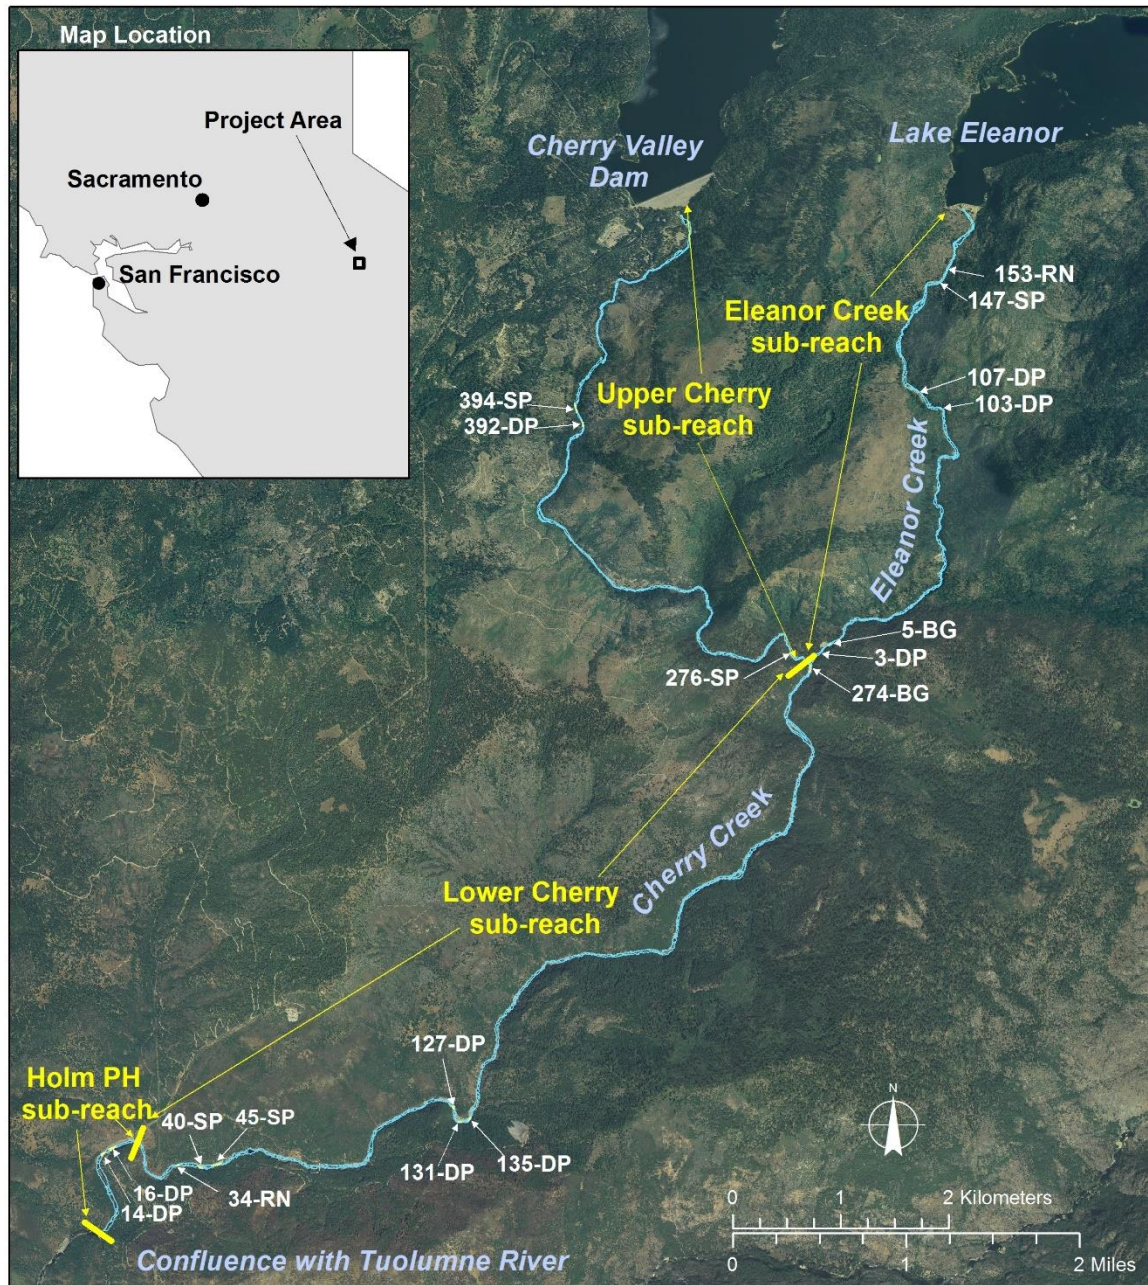 Map Location
Project Area
Sacramento
San Francisco
Cherry Valley
Dam
Lake Eleanor
153-RN
147-SP
Eleanor Creek
sub-reach
107-DP
103-DP
Upper Cherry
sub-reach
394-SP
392-DP
Eleanor Creek
5-BG
3-DP
276-SP
274-BG
Cherry Creek
Lower Cherry
sub-reach
127-DP
Holm PH
sub-reach
40-SP
45-SP
131-DP
135-DP
16-DP
14-DP
34-RN
N
0 1 2 Kilometers
0 1 2 Miles
Confluence with Tuolumne River